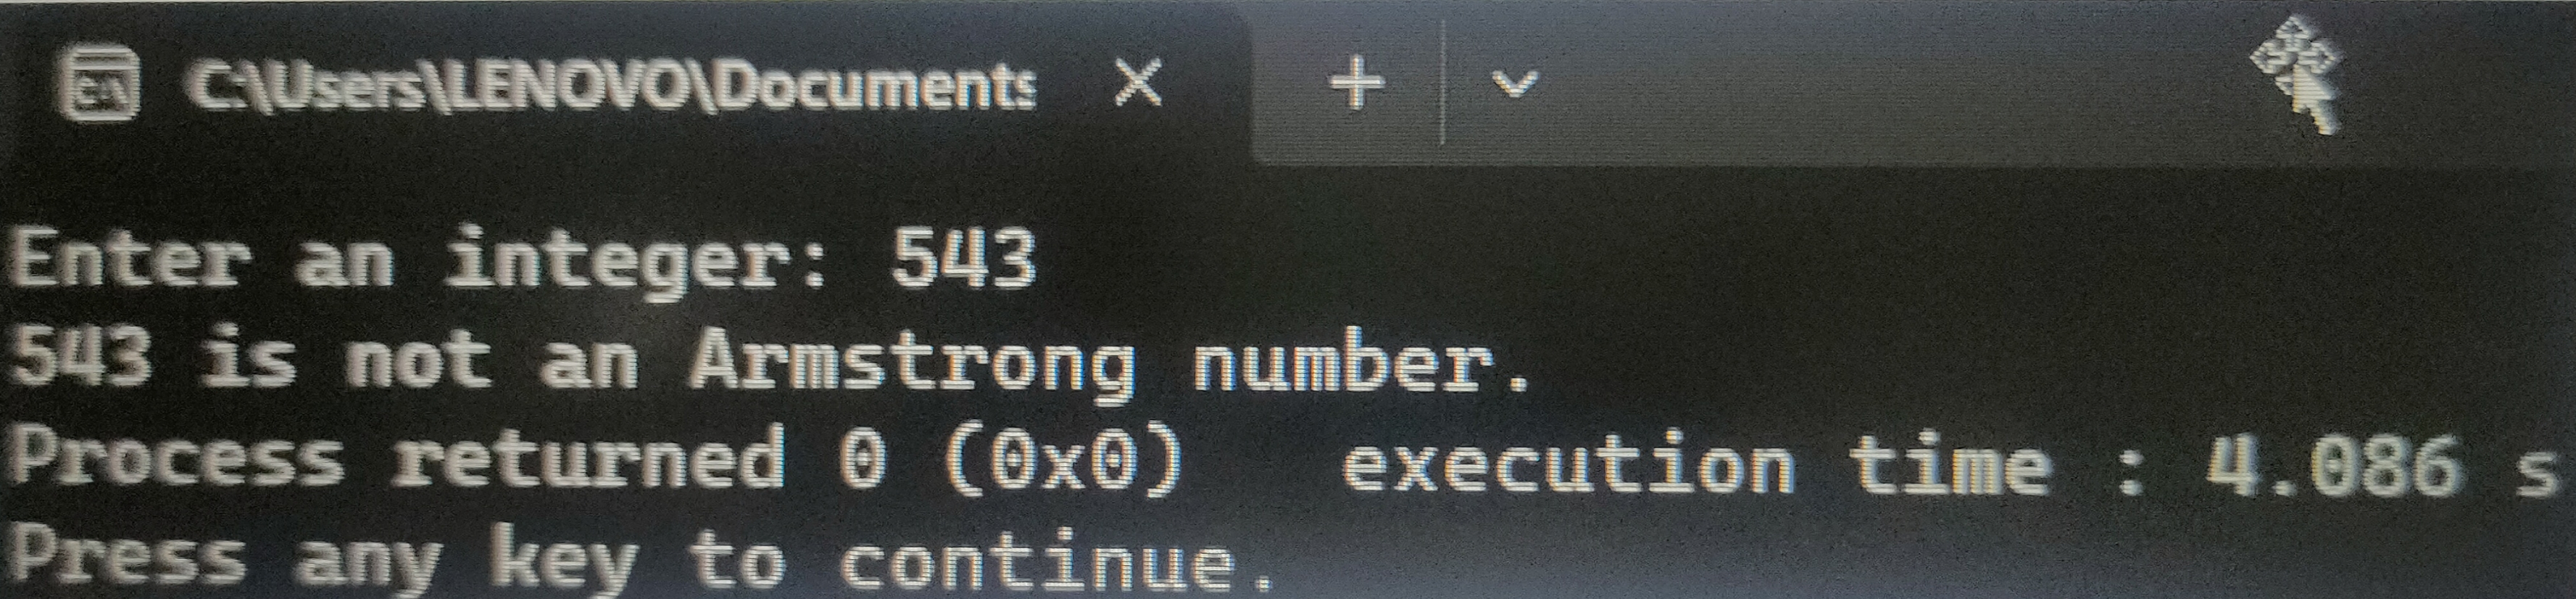 C:\Users\LENOVO\Documents
Enter an integer: 543
543 is not an Armstrong number.
Process returned 0 (0x0)   execution time : 4.086 s
Press any key to continue.